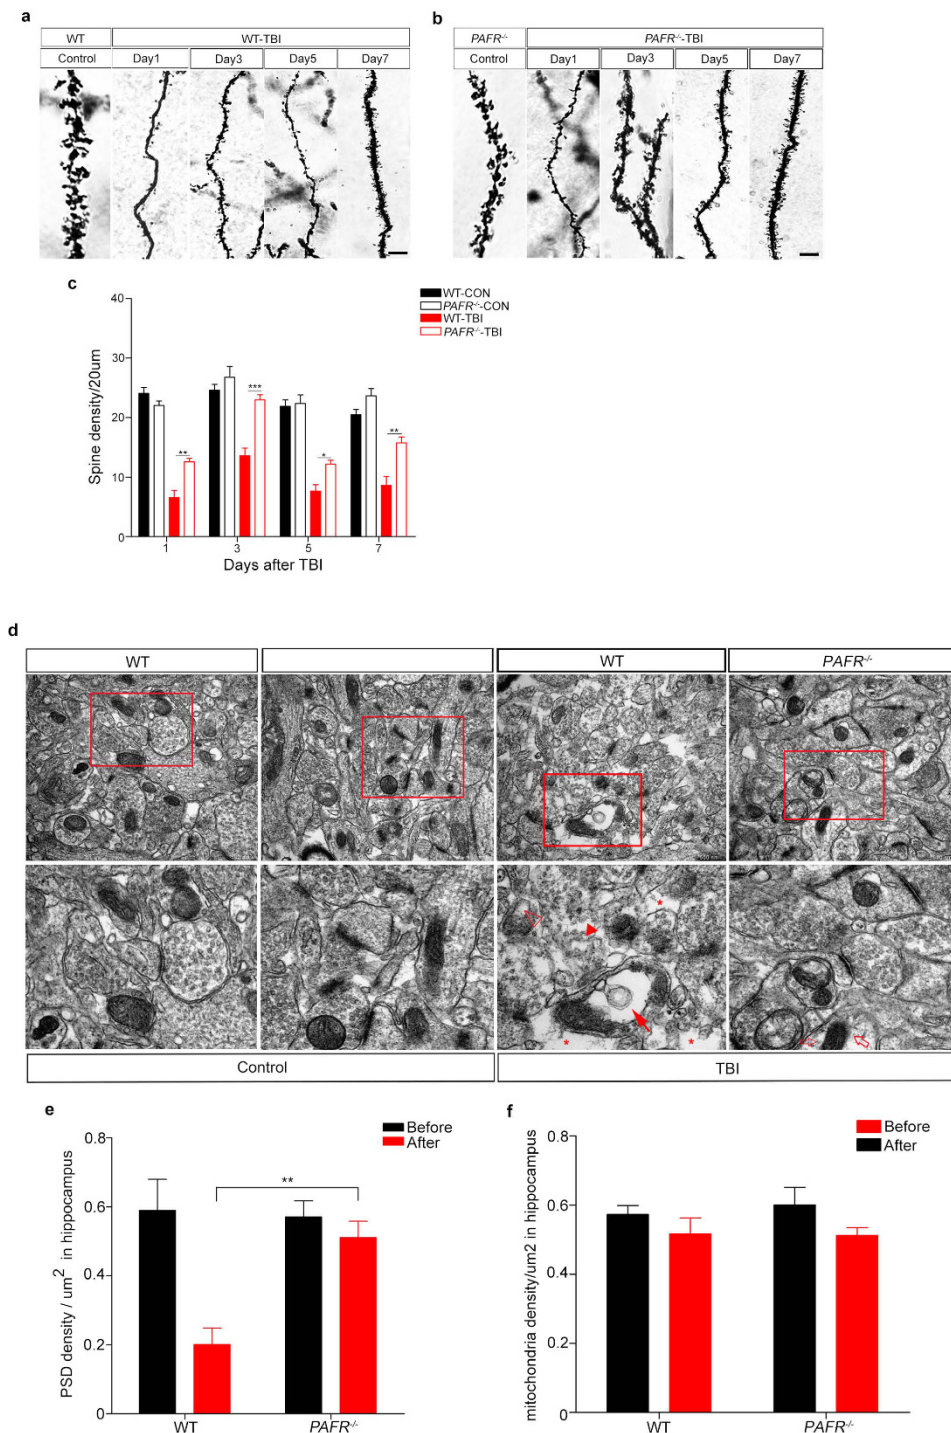 a
WT
WT-TBI
Control
Day1
Day3
Day5
Day7
b
PAFR-/-
PAFR-/--TBI
Control
Day1
Day3
Day5
Day7
c
WT-CON
PAFR-/--CON
WT-TBI
PAFR-/--TBI
Spine density/20um
40
30
20
10
0
**
***
*
**
1
3
5
7
Days after TBI
d
WT
WT
PAFR-/-
*
*
*
Control
TBI
e
Before
After
PSD density / um2 in hippocampus
0.8
0.6
0.4
0.2
0
**
WT
PAFR-/-
f
Before
After
mitochondria density/um2 in hippocampus
0.8
0.6
0.4
0.2
0
WT
PAFR-/-